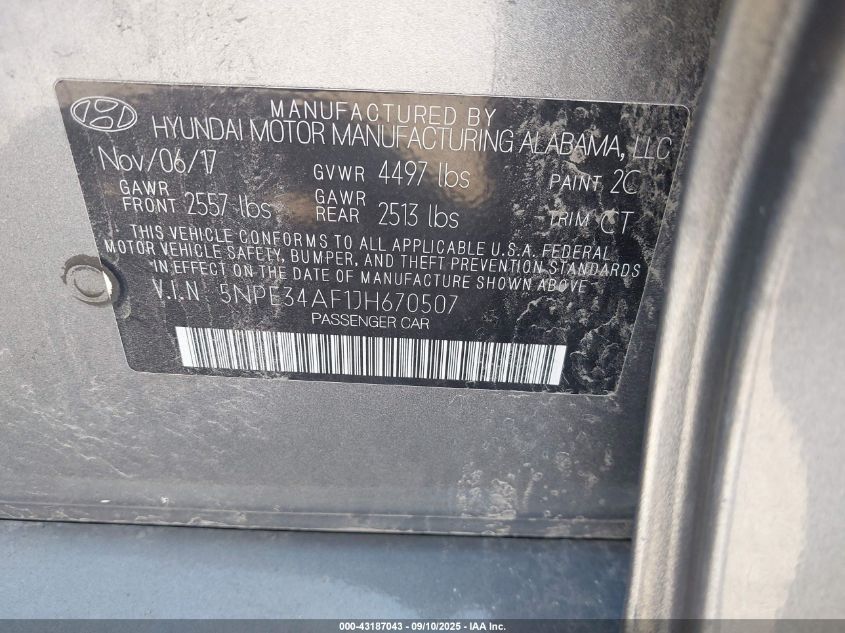 MANUFACTURED BY
HYUNDAI MOTOR MANUFACTURING ALABAMA, LLC
Nov/06/17 GVWR 4497 lbs PAINT 2C
GAWR FRONT 2557 lbs GAWR REAR 2513 lbs TRIM CT
THIS VEHICLE CONFORMS TO ALL APPLICABLE U.S.A. FEDERAL
MOTOR VEHICLE SAFETY, BUMPER, AND THEFT PREVENTION STANDARDS
*IN EFFECT ON THE DATE OF MANUFACTURE SHOWN ABOVE.
V.I.N 5NPE34AF1JH670507
PASSENGER CAR
000-43187043 - 09/10/2025 - IAA Inc.